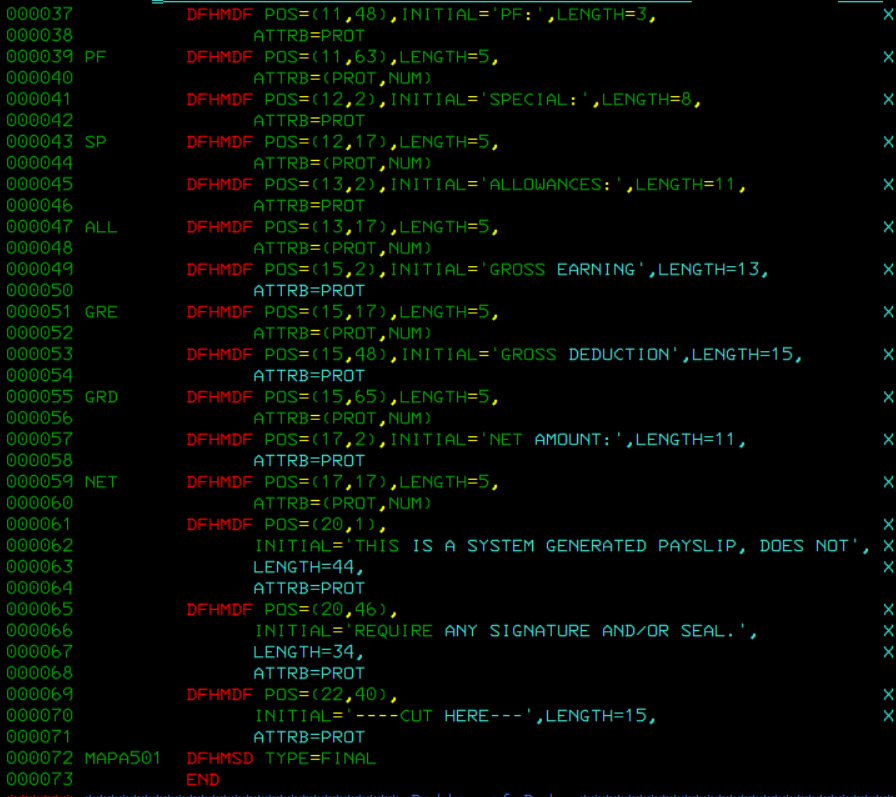 000037 DFHMDF POS=(11,48),INITIAL='PF:',LENGTH=3, X
000038 ATTRB=PROT
000039 PF DFHMDF POS=(11,63),LENGTH=5, X
000040 ATTRB=(PROT,NUM)
000041 DFHMDF POS=(12,2),INITIAL='SPECIAL:',LENGTH=8, X
000042 ATTRB=PROT
000043 SP DFHMDF POS=(12,17),LENGTH=5, X
000044 ATTRB=(PROT,NUM)
000045 DFHMDF POS=(13,2),INITIAL='ALLOWANCES:',LENGTH=11, X
000046 ATTRB=PROT
000047 ALL DFHMDF POS=(13,17),LENGTH=5, X
000048 ATTRB=(PROT,NUM)
000049 DFHMDF POS=(15,2),INITIAL='GROSS EARNING',LENGTH=13, X
000050 ATTRB=PROT
000051 GRE DFHMDF POS=(15,17),LENGTH=5, X
000052 ATTRB=(PROT,NUM)
000053 DFHMDF POS=(15,48),INITIAL='GROSS DEDUCTION',LENGTH=15, X
000054 ATTRB=PROT
000055 GRD DFHMDF POS=(15,65),LENGTH=5, X
000056 ATTRB=(PROT,NUM)
000057 DFHMDF POS=(17,2),INITIAL='NET AMOUNT:',LENGTH=11, X
000058 ATTRB=PROT
000059 NET DFHMDF POS=(17,17),LENGTH=5, X
000060 ATTRB=(PROT,NUM)
000061 DFHMDF POS=(20,1), X
000062 INITIAL='THIS IS A SYSTEM GENERATED PAYSLIP, DOES NOT', X
000063 LENGTH=44, X
000064 ATTRB=PROT
000065 DFHMDF POS=(20,46), X
000066 INITIAL='REQUIRE ANY SIGNATURE AND/OR SEAL.', X
000067 LENGTH=34, X
000068 ATTRB=PROT
000069 DFHMDF POS=(22,40), X
000070 INITIAL='----CUT HERE---',LENGTH=15, X
000071 ATTRB=PROT
000072 MAPA501 DFHMSD TYPE=FINAL
000073 END